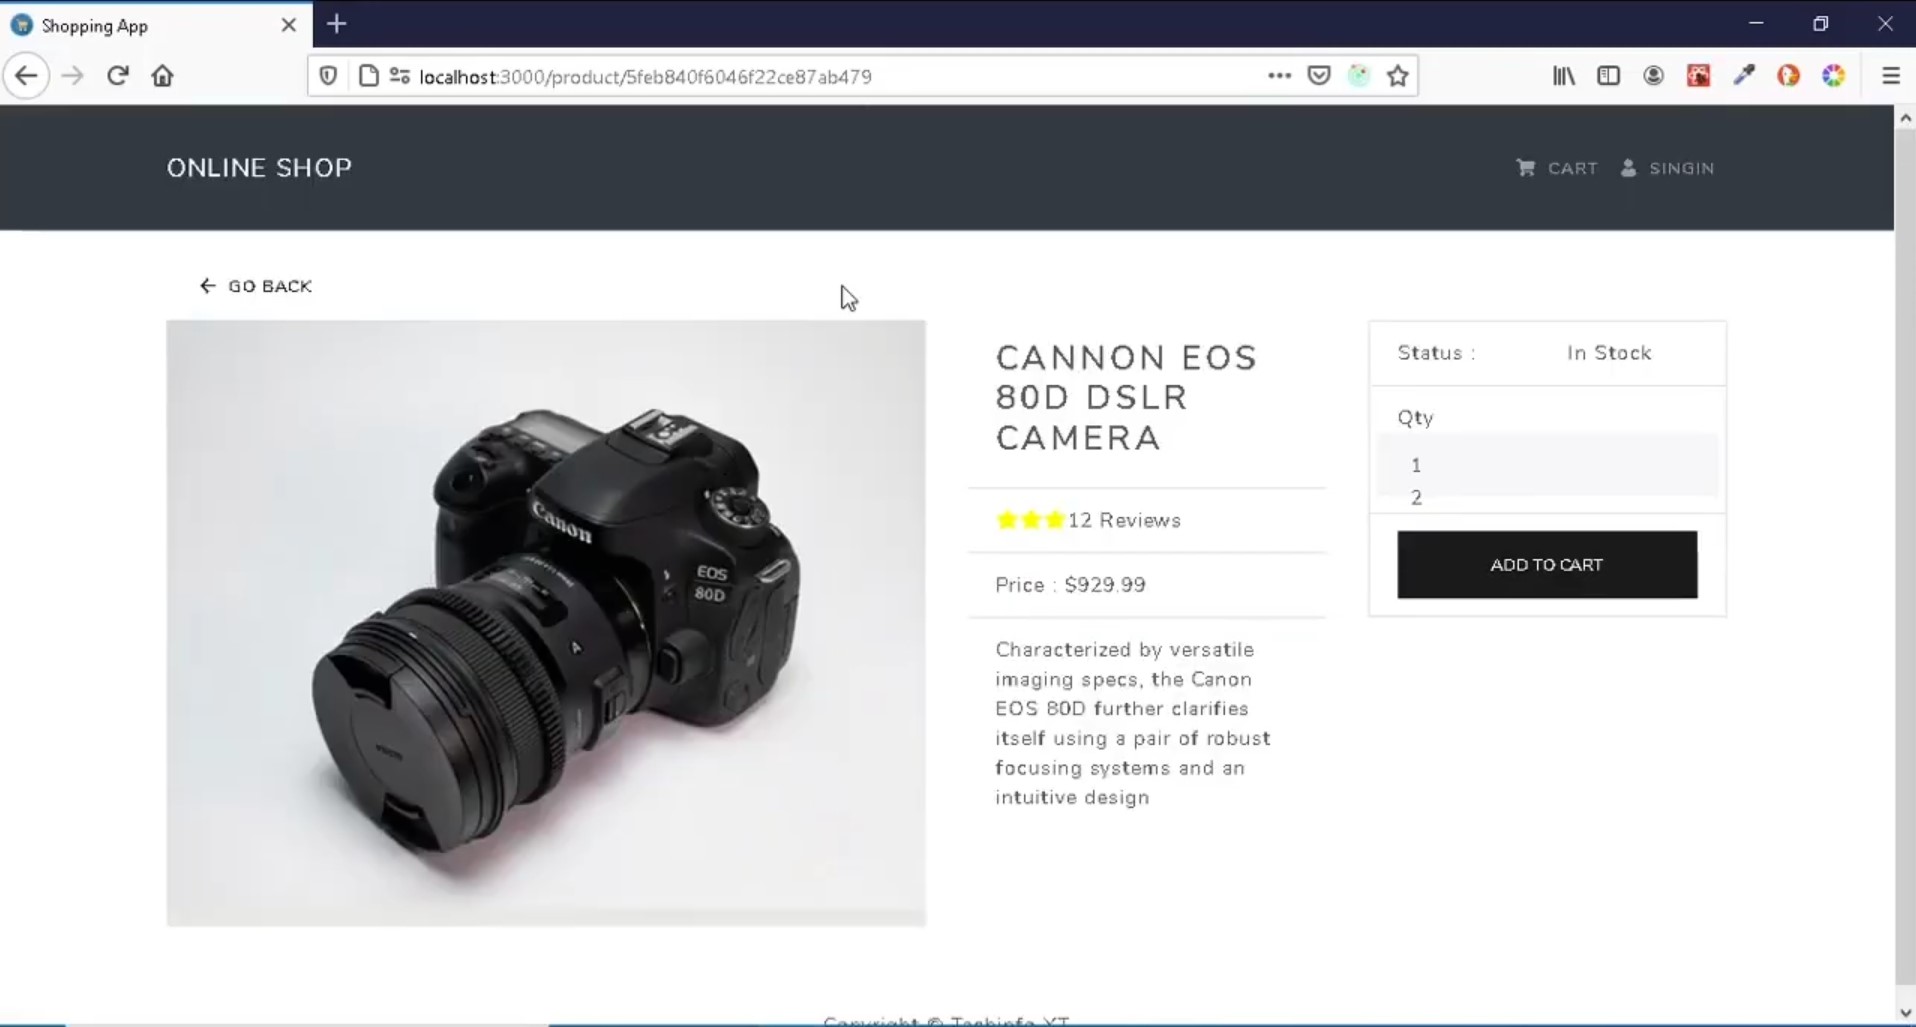 Shopping App
localhost:3000/product/5feb840f6046f22ce87ab479
ONLINE SHOP
CART
SINGIN
GO BACK
Canon
EOS
80D
A
CANNON EOS
80D DSLR
CAMERA
12 Reviews
Price : $929.99
Characterized by versatile
imaging specs, the Canon
EOS 80D further clarifies
itself using a pair of robust
focusing systems and an
intuitive design
Status :
In Stock
Qty
1
2
ADD TO CART
Copyright ©